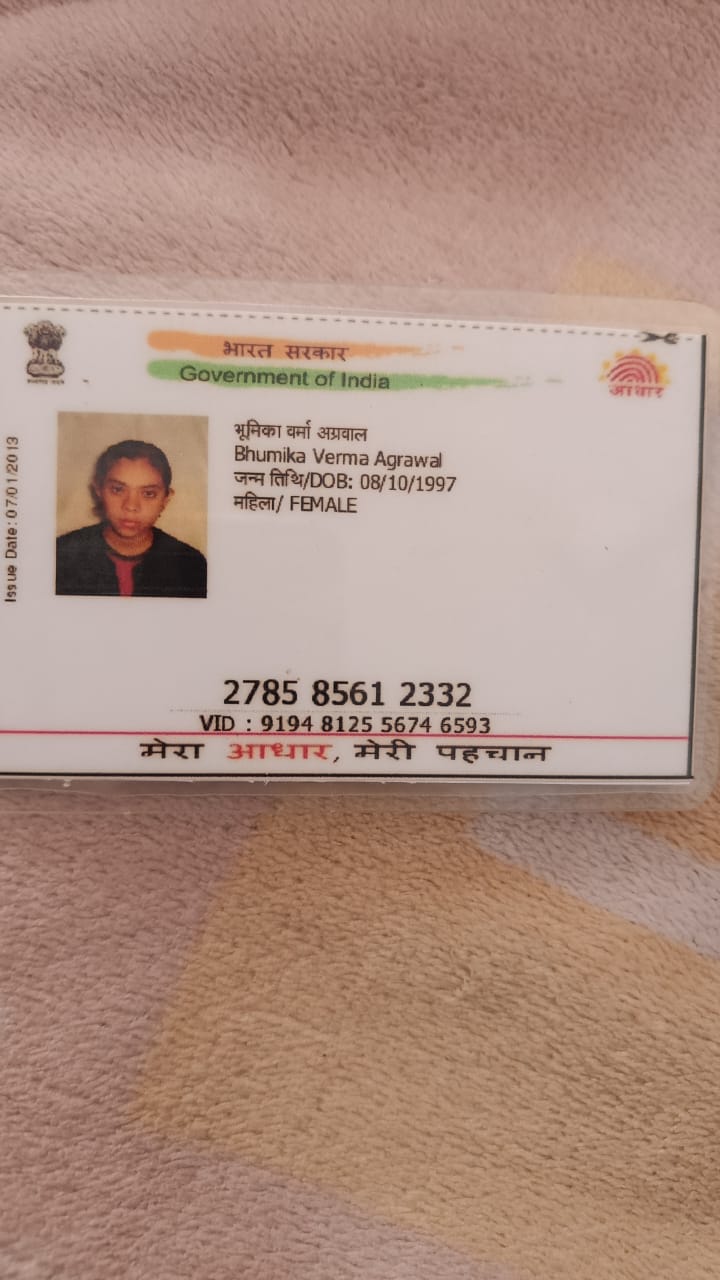 भारत सरकार
Government of India
आधार
Issue Date: 07/01/2013
भूमिका वर्मा अग्रवाल
Bhumika Verma Agrawal
जन्म तिथि/DOB: 08/10/1997
महिला/ FEMALE
2785 8561 2332
VID : 9194 8125 5674 6593
मेरा आधार, मेरी पहचान